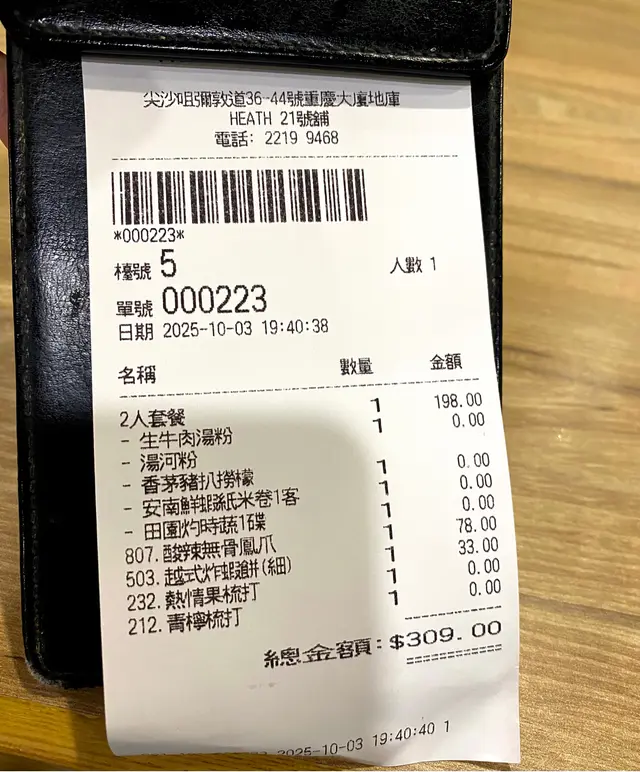 尖沙咀彌敦道36-44號重慶大廈地庫
HEATH 21號舖
電話: 2219 9468
*000223*
檯號 5 人數 1
單號 000223
日期 2025-10-03 19:40:38
名稱 數量 金額
2人套餐 1 198.00
- 生牛肉湯粉 1 0.00
- 湯河粉
- 香茅豬扒撈檬 1 0.00
- 安南鮮蝦紙米卷1客 1 0.00
- 田園灼時蔬1碟 1 0.00
807. 酸辣無骨鳳爪 1 78.00
503. 越式炸蝦餅(細) 1 33.00
232. 熱情果梳打 1 0.00
212. 青檸梳打 1 0.00
總金額: $309.00
2025-10-03 19:40:40 1